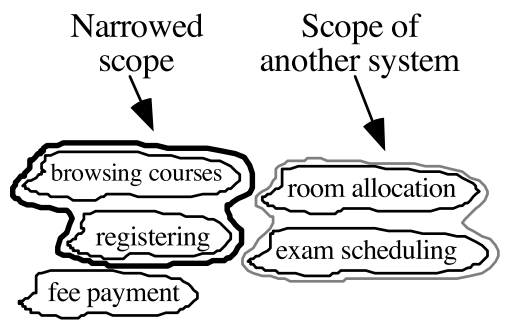 Narrowed
scope
Scope of
another system
browsing courses
registering
fee payment
room allocation
exam scheduling